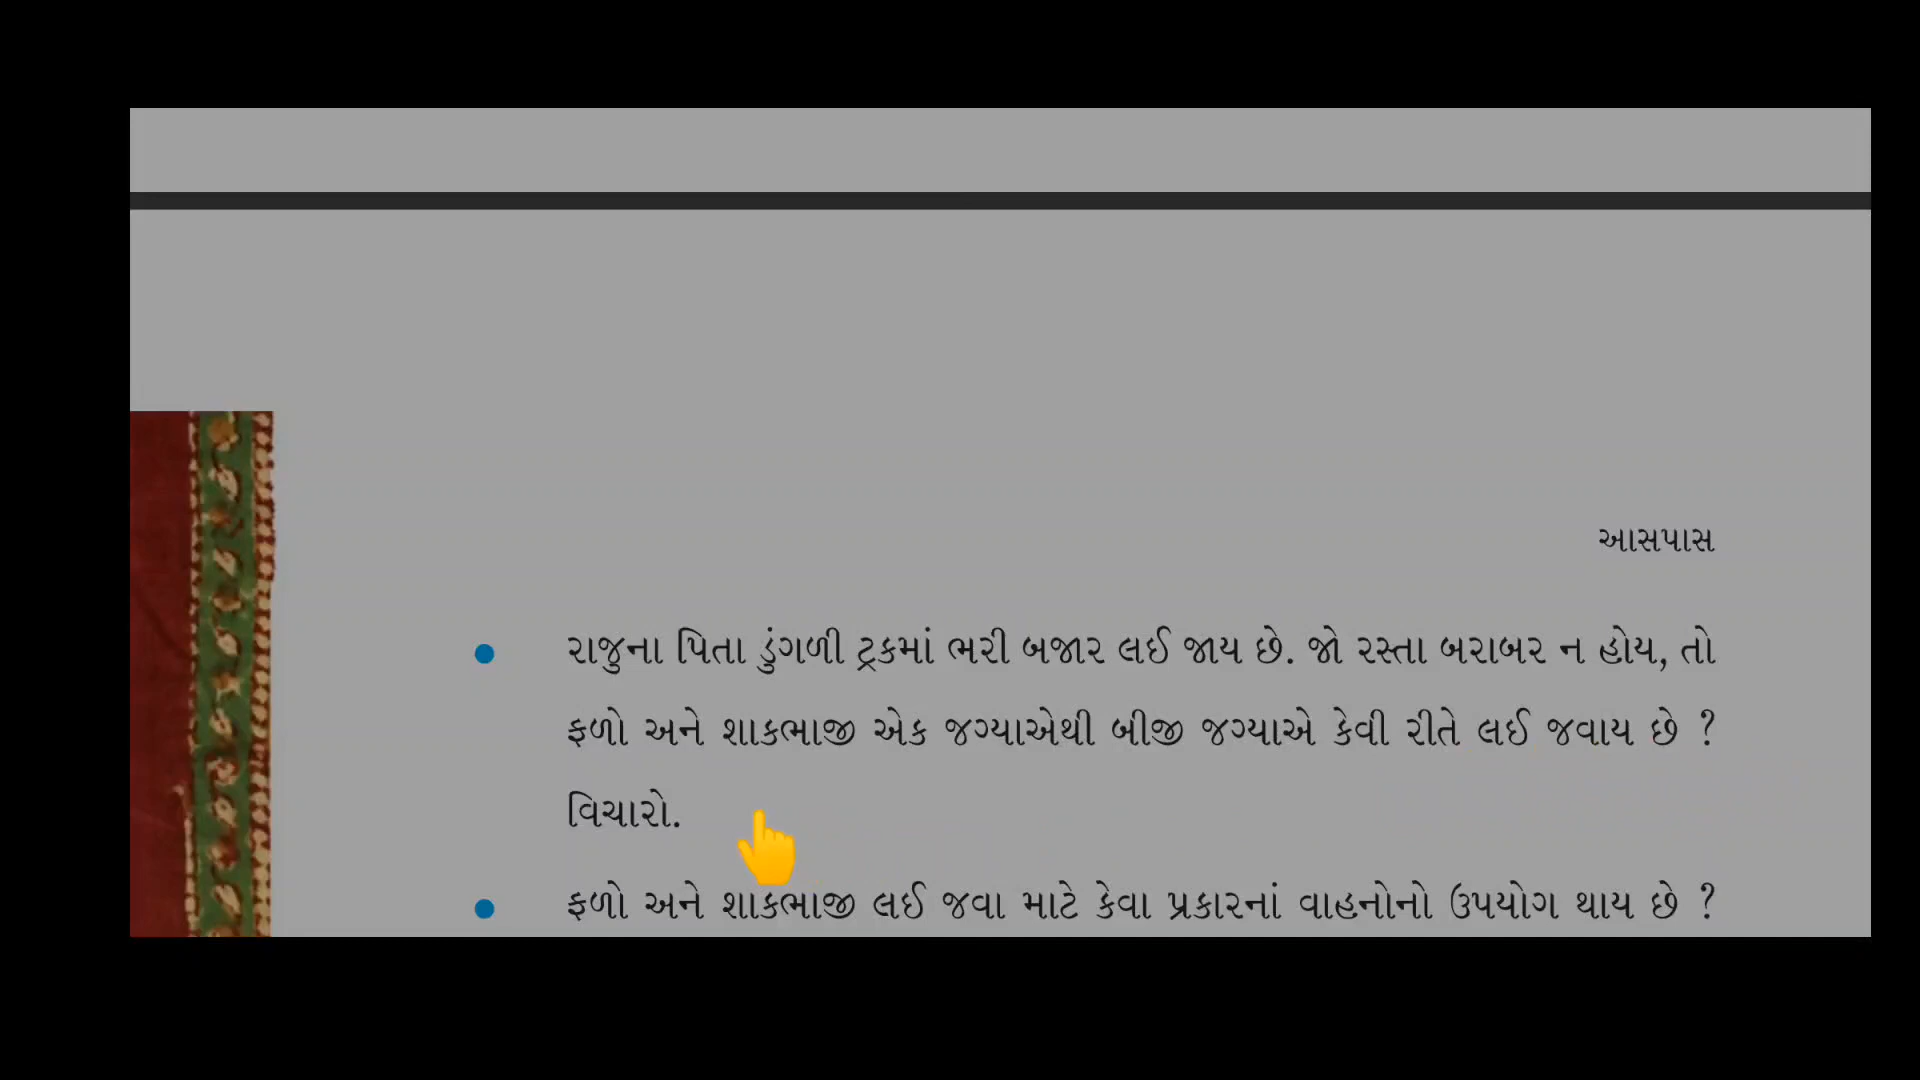 આસપાસ
રાજુના પિતા ડુંગળી ટ્રકમાં ભરી બજાર લઈ જાય છે. જો રસ્તા બરાબર ન હોય, તો
ફળો અને શાકભાજી એક જગ્યાએથી બીજી જગ્યાએ કેવી રીતે લઈ જવાય છે ?
વિચારો.
ફળો અને શાકભાજી લઈ જવા માટે કેવા પ્રકારનાં વાહનોનો ઉપયોગ થાય છે ?